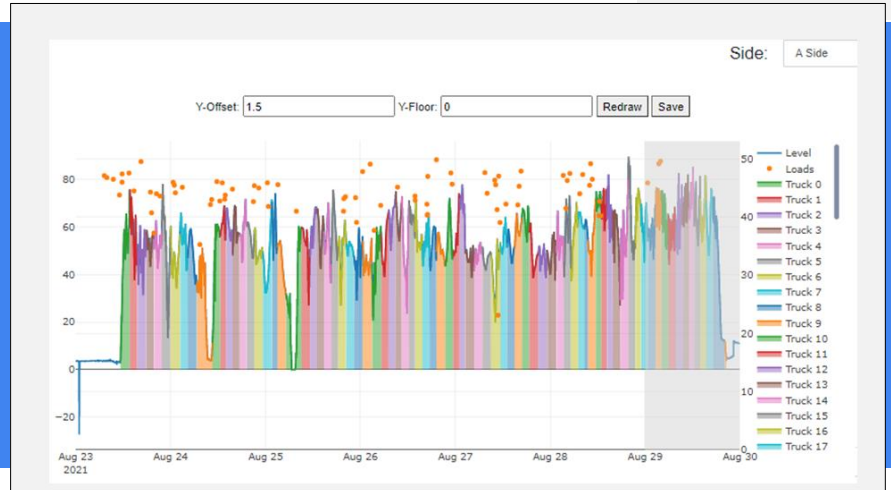 Side: A Side
Y-Offset: 1.5 Y-Floor: 0 Redraw Save
80
60
40
20
0
−20
50
40
30
20
10
0
Aug 23
2021
Aug 24
Aug 25
Aug 26
Aug 27
Aug 28
Aug 29
Aug 30
Level
Loads
Truck 0
Truck 1
Truck 2
Truck 3
Truck 4
Truck 5
Truck 6
Truck 7
Truck 8
Truck 9
Truck 10
Truck 11
Truck 12
Truck 13
Truck 14
Truck 15
Truck 16
Truck 17